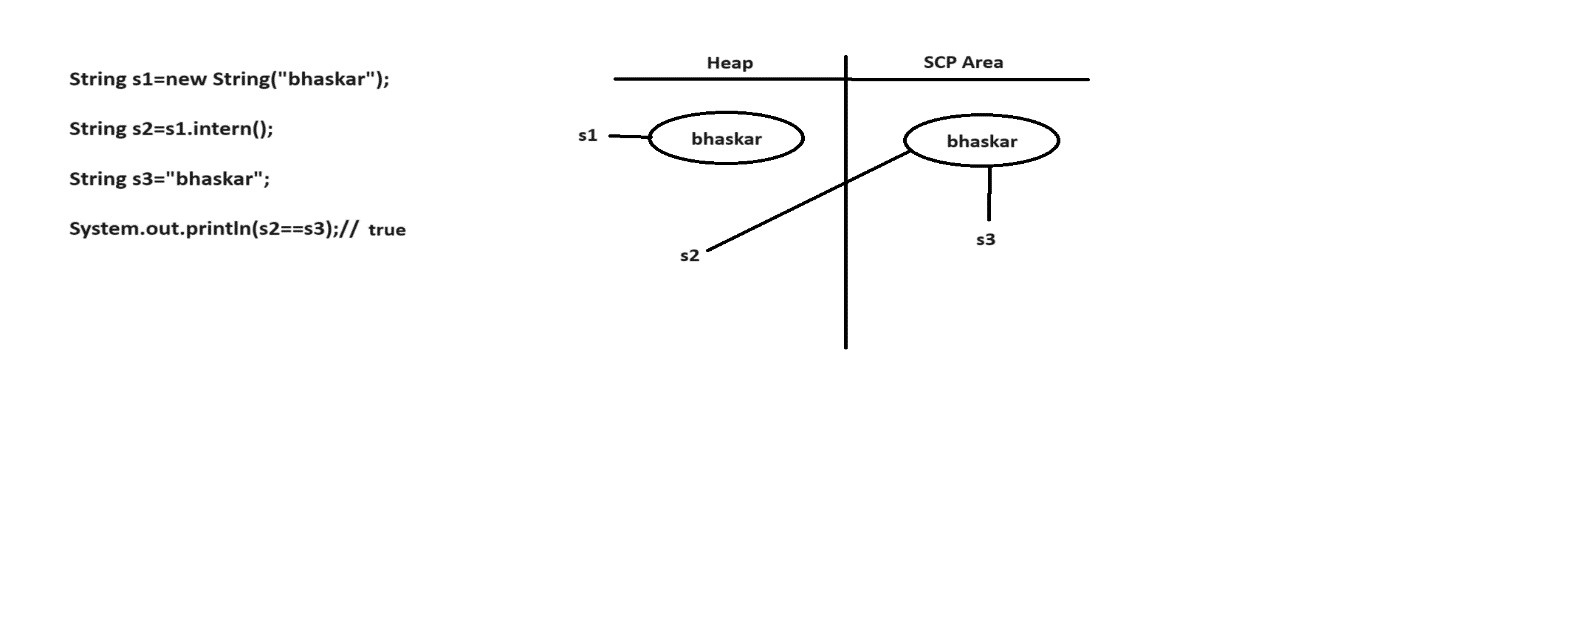 String s1=new String("bhaskar");
String s2=s1.intern();
String s3="bhaskar";
System.out.println(s2==s3);// true
Heap SCP Area
s1 bhaskar bhaskar
s2 s3